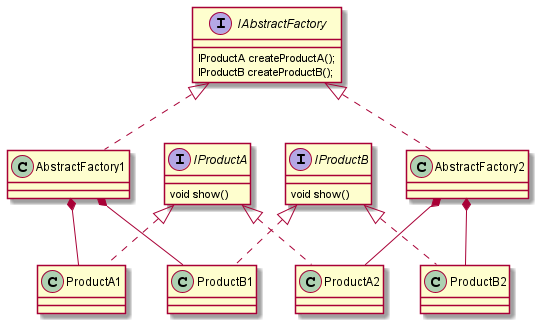 I IAbstractFactory
IProductA createProductA();
IProductB createProductB();
C AbstractFactory1
I IProductA
void show()
I IProductB
void show()
C AbstractFactory2
C ProductA1
C ProductB1
C ProductA2
C ProductB2